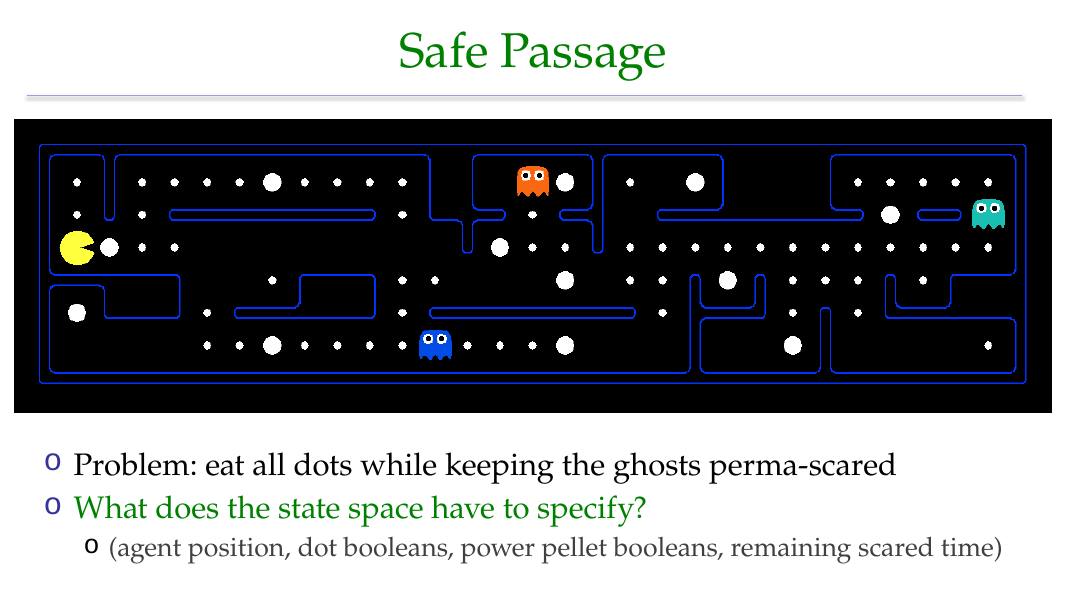 Safe Passage
o Problem: eat all dots while keeping the ghosts perma-scared
o What does the state space have to specify?
o (agent position, dot booleans, power pellet booleans, remaining scared time)